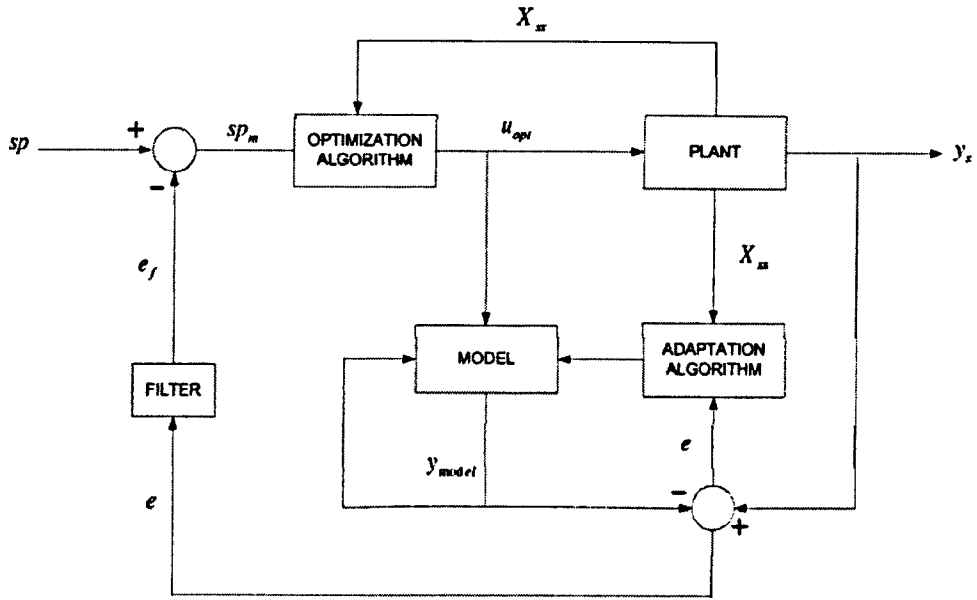 X_ss
sp
+
-
sp_m
OPTIMIZATION
ALGORITHM
u_opt
PLANT
y_s
e_f
X_ss
FILTER
MODEL
ADAPTATION
ALGORITHM
e
y_model
e
-
+